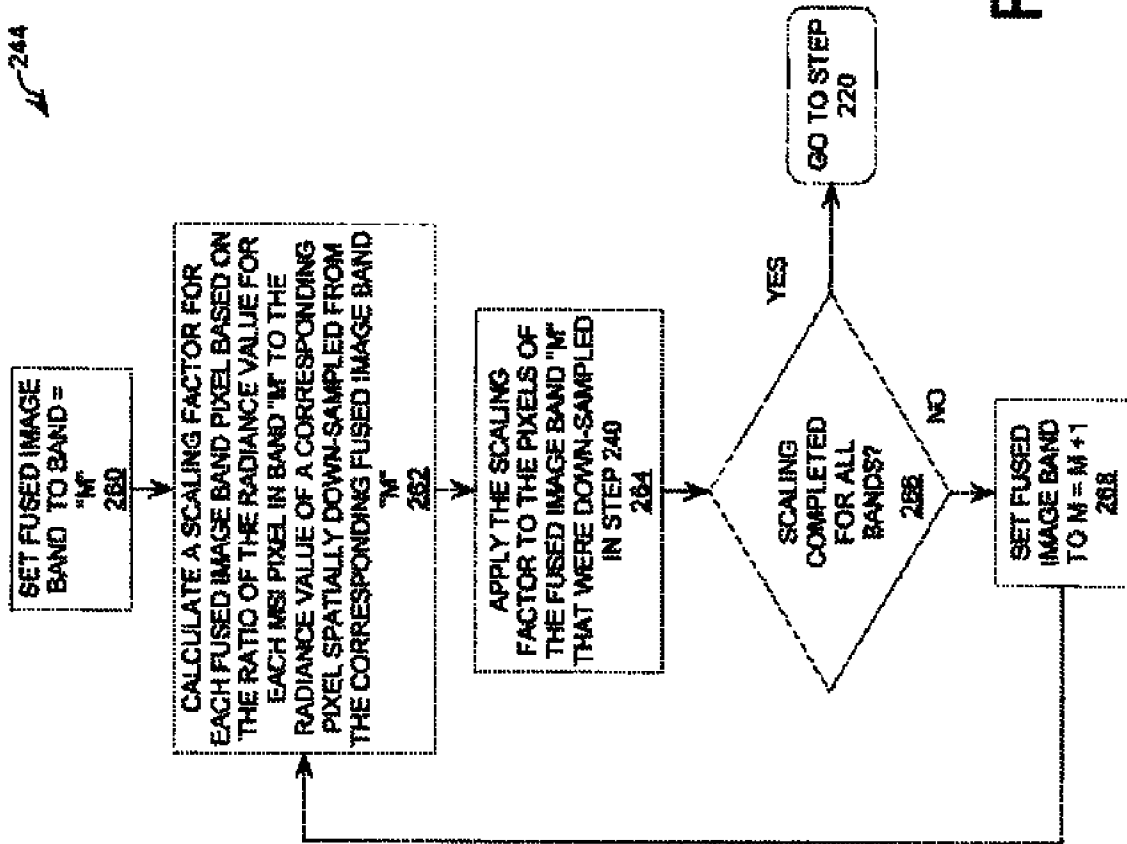 244
SET FUSED IMAGE
BAND TO BAND =
"M"
260
CALCULATE A SCALING FACTOR FOR
EACH FUSED IMAGE BAND PIXEL BASED ON
THE RATIO OF THE RADIANCE VALUE FOR
EACH MSI PIXEL IN BAND "M" TO THE
RADIANCE VALUE OF A CORRESPONDING
PIXEL SPATIALLY DOWN-SAMPLED FROM
THE CORRESPONDING FUSED IMAGE BAND
"M"
262
APPLY THE SCALING
FACTOR TO THE PIXELS OF
THE FUSED IMAGE BAND "M"
THAT WERE DOWN-SAMPLED
IN STEP 240
264
SCALING
COMPLETED
FOR ALL
BANDS?
266
YES
GO TO STEP
220
NO
SET FUSED
IMAGE BAND
TO M = M +1
268